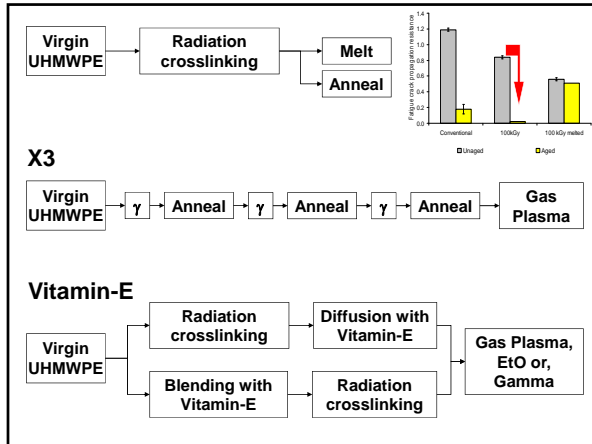 Virgin
UHMWPE
Radiation
crosslinking
Melt
Anneal
Fatigue crack propagation resistance
1.4
1.2
1.0
0.8
0.6
0.4
0.2
0.0
Conventional
100kGy
100 kGy melted
Unaged
Aged
X3
Virgin
UHMWPE
γ
Anneal
γ
Anneal
γ
Anneal
Gas
Plasma
Vitamin-E
Virgin
UHMWPE
Radiation
crosslinking
Diffusion with
Vitamin-E
Blending with
Vitamin-E
Radiation
crosslinking
Gas Plasma,
EtO or,
Gamma